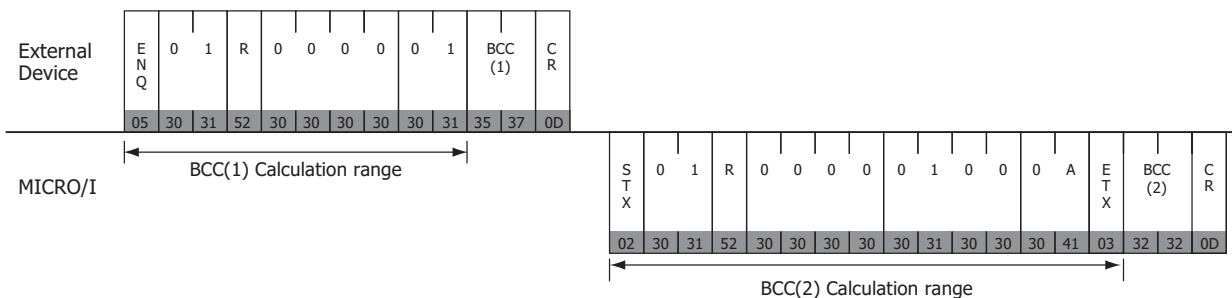 External Device
E N Q 0 1 R 0 0 0 0 0 1 BCC (1) C R
05 30 31 52 30 30 30 30 30 31 35 37 0D
BCC(1) Calculation range
MICRO/I
S T X 0 1 R 0 0 0 0 0 1 0 0 0 A E T X BCC (2) C R
02 30 31 52 30 30 30 30 30 31 30 30 30 41 03 32 32 0D
BCC(2) Calculation range